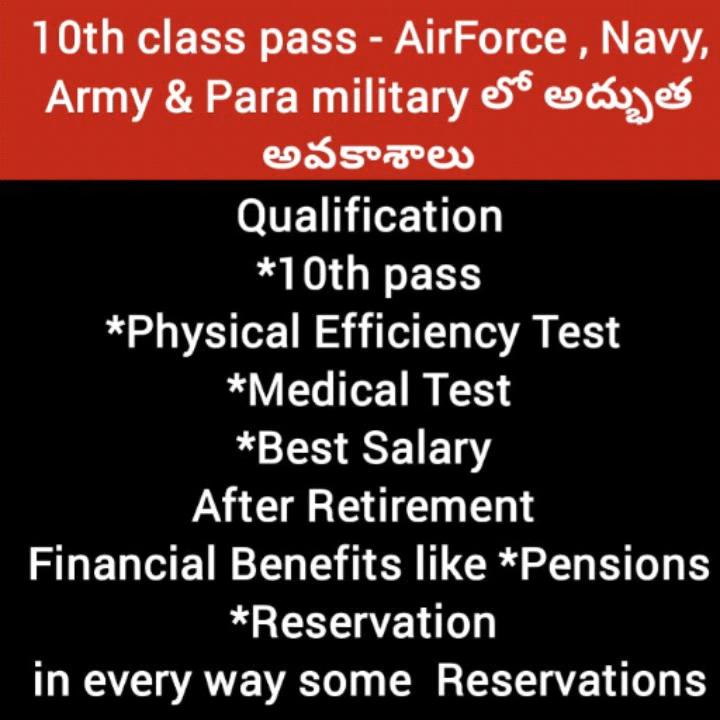 10th class pass - AirForce , Navy,
Army & Para military లో అద్భుత
అవకాశాలు
Qualification
*10th pass
*Physical Efficiency Test
*Medical Test
*Best Salary
After Retirement
Financial Benefits like *Pensions
*Reservation
in every way some Reservations